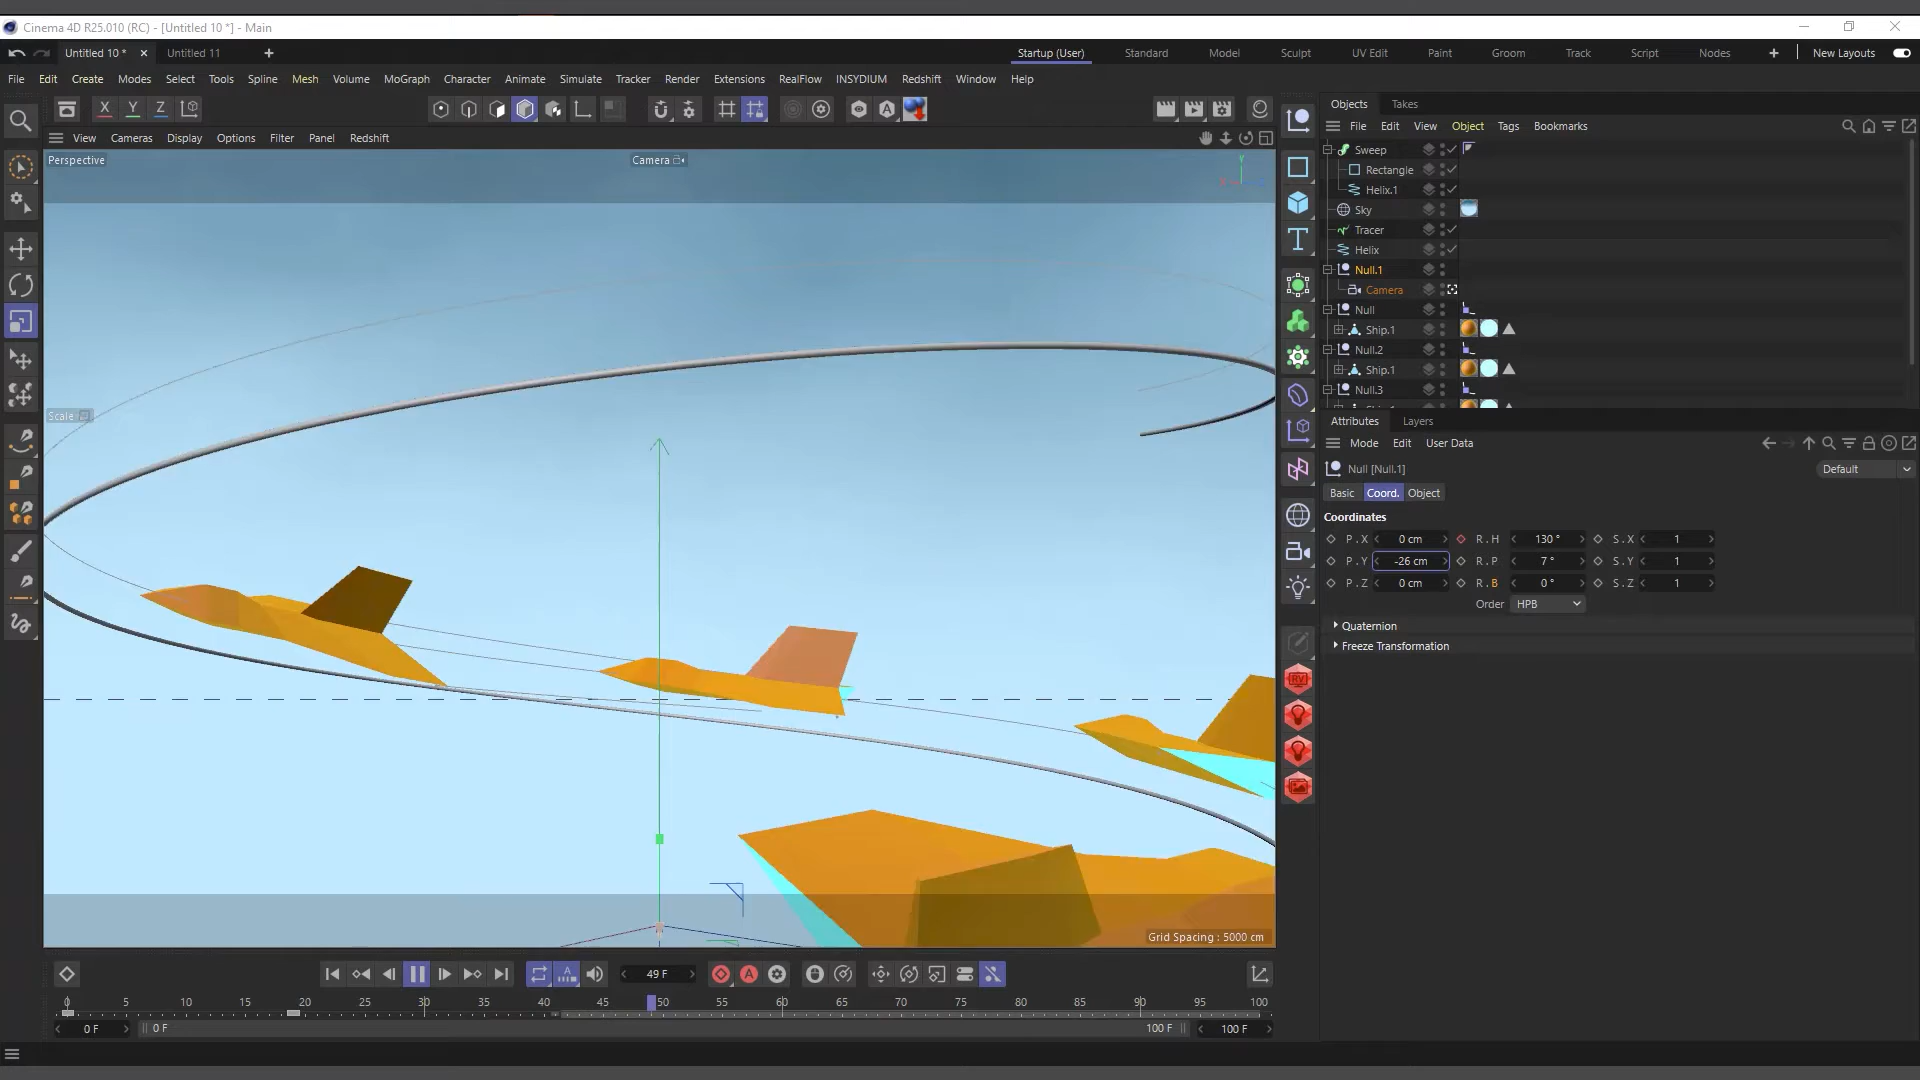 Cinema 4D R25.010 (RC) - [Untitled 10 *] - Main
Untitled 10 *
Untitled 11
Startup (User)
Standard
Model
Sculpt
UV Edit
Paint
Groom
Track
Script
Nodes
New Layouts
File Edit Create Modes Select Tools Spline Mesh Volume MoGraph Character Animate Simulate Tracker Render Extensions RealFlow INSYDIUM Redshift Window Help
X Y Z
Objects Takes
View Cameras Display Options Filter Panel Redshift
File Edit View Object Tags Bookmarks
Perspective
Camera
Y
Sweep
Rectangle
Helix.1
Sky
Tracer
Helix
Null.1
Camera
Null
Ship.1
Null.2
Ship.1
Null.3
Scale
Attributes Layers
Mode Edit User Data
Null [Null.1]
Default
Basic Coord. Object
Coordinates
P . X 0 cm R . H 130 ° S . X 1
P . Y -26 cm R . P 7 ° S . Y 1
P . Z 0 cm R . B 0 ° S . Z 1
Order HPB
Quaternion
Freeze Transformation
RV
Grid Spacing : 5000 cm
49 F
0 5 10 15 20 25 30 35 40 45 50 55 60 65 70 75 80 85 90 95 100
0 F
0 F
100 F
100 F